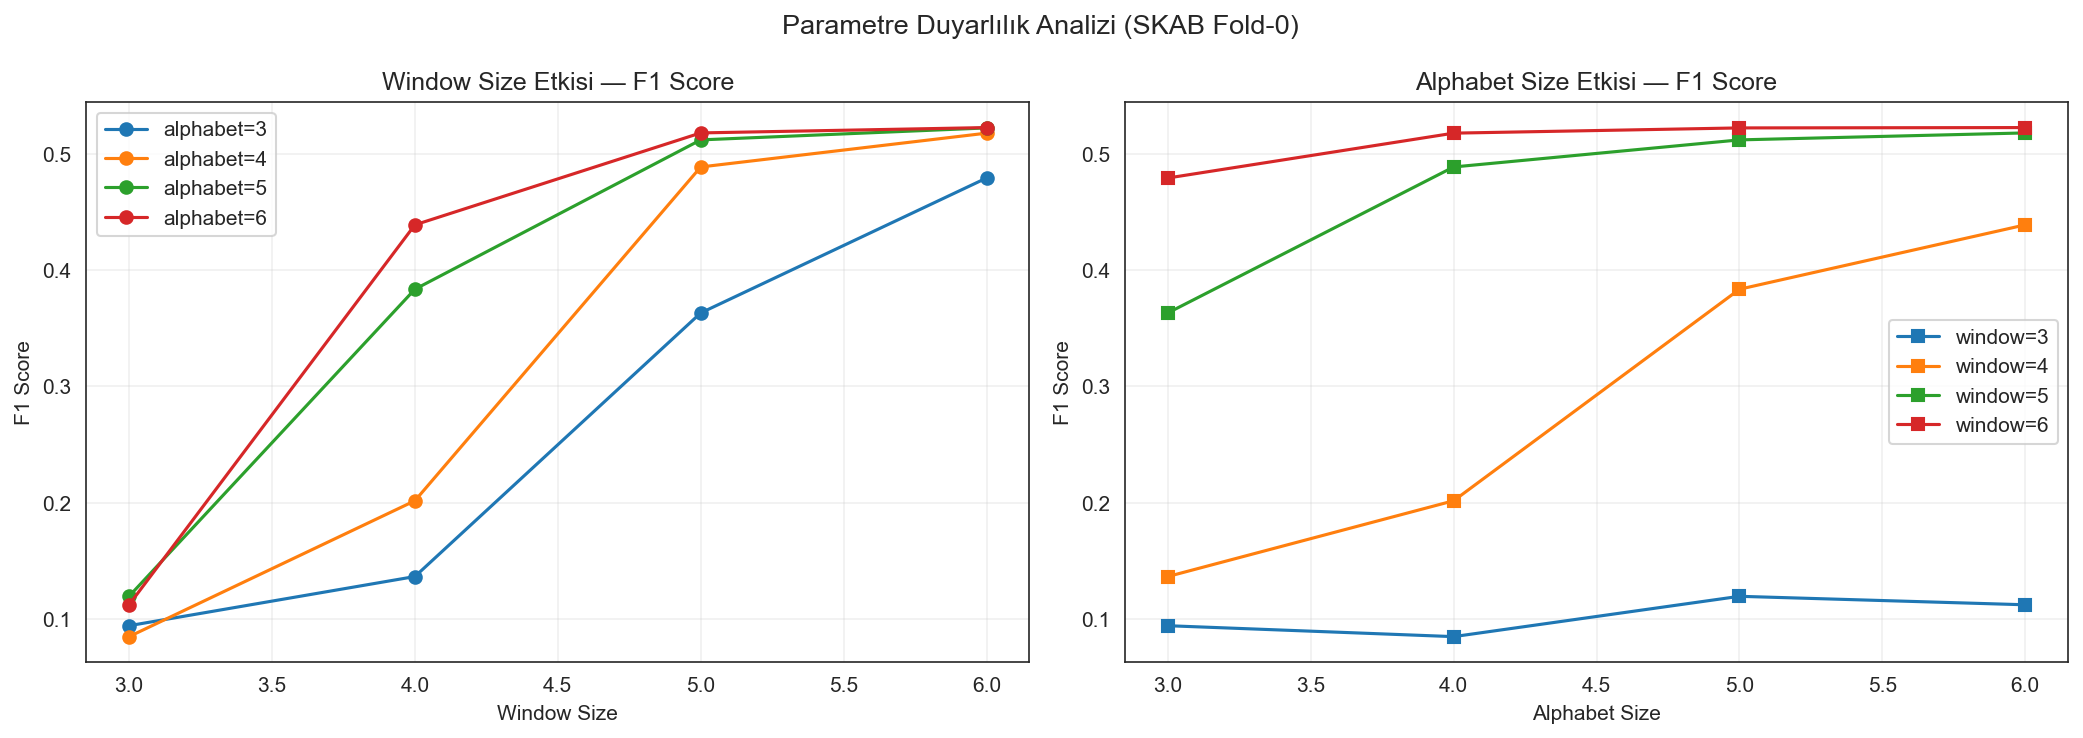 Parametre Duyarlılık Analizi (SKAB Fold-0)
Window Size Etkisi — F1 Score
alphabet=3
alphabet=4
alphabet=5
alphabet=6
F1 Score
0.5
0.4
0.3
0.2
0.1
3.0 3.5 4.0 4.5 5.0 5.5 6.0
Window Size
Alphabet Size Etkisi — F1 Score
window=3
window=4
window=5
window=6
F1 Score
0.5
0.4
0.3
0.2
0.1
3.0 3.5 4.0 4.5 5.0 5.5 6.0
Alphabet Size